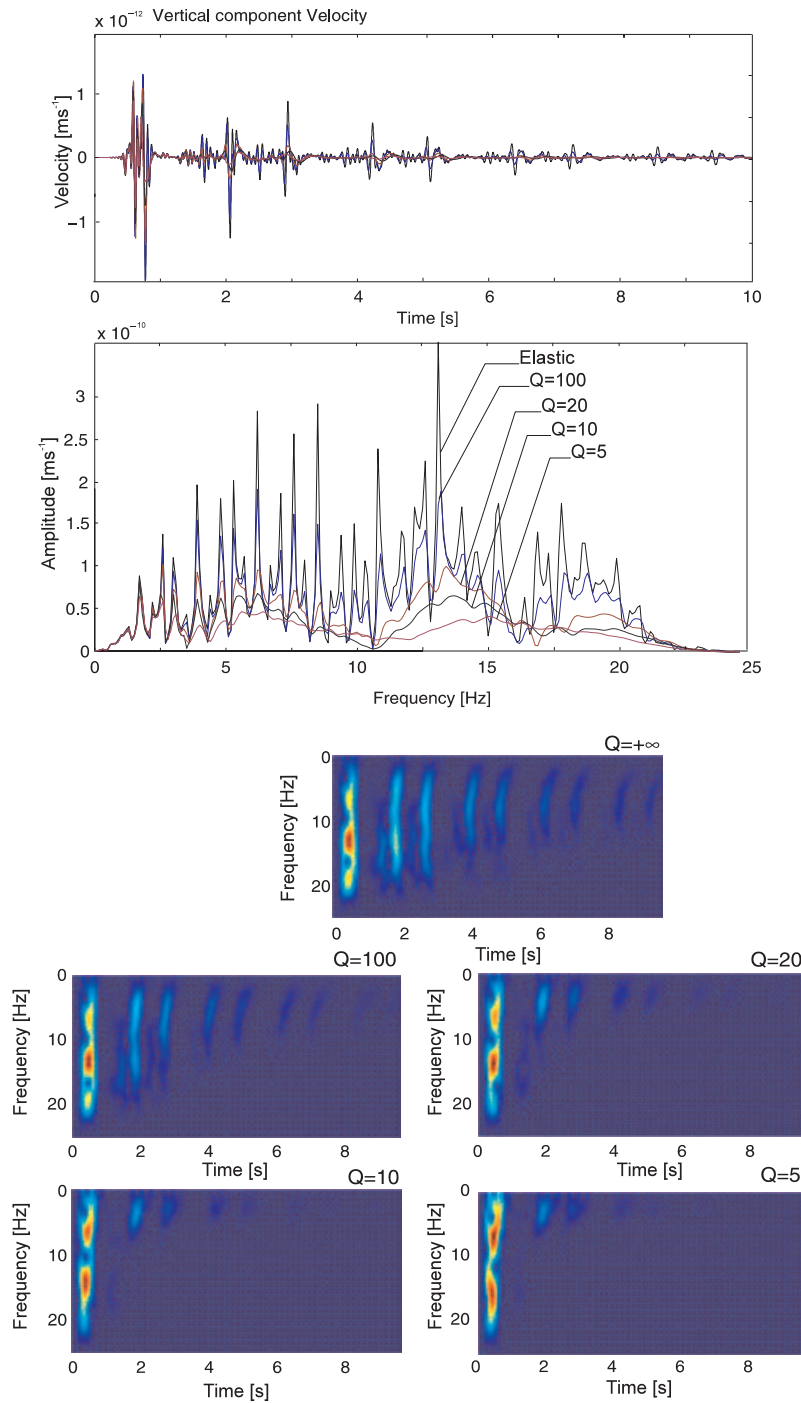 x 10⁻¹² Vertical component Velocity
Velocity [ms⁻¹]
1
0
−1
0 2 4 6 8 10
Time [s]
x 10⁻¹⁰
Amplitude [ms⁻¹]
3
2.5
2
1.5
1
0.5
0
Elastic
Q=100
Q=20
Q=10
Q=5
0 5 10 15 20 25
Frequency [Hz]
Q=+∞
Frequency [Hz]
0
10
20
0 2 4 6 8
Time [s]
Q=100
Frequency [Hz]
0
10
20
0 2 4 6 8
Time [s]
Q=20
Frequency [Hz]
0
10
20
0 2 4 6 8
Time [s]
Q=10
Frequency [Hz]
0
10
20
0 2 4 6 8
Time [s]
Q=5
Frequency [Hz]
0
10
20
0 2 4 6 8
Time [s]